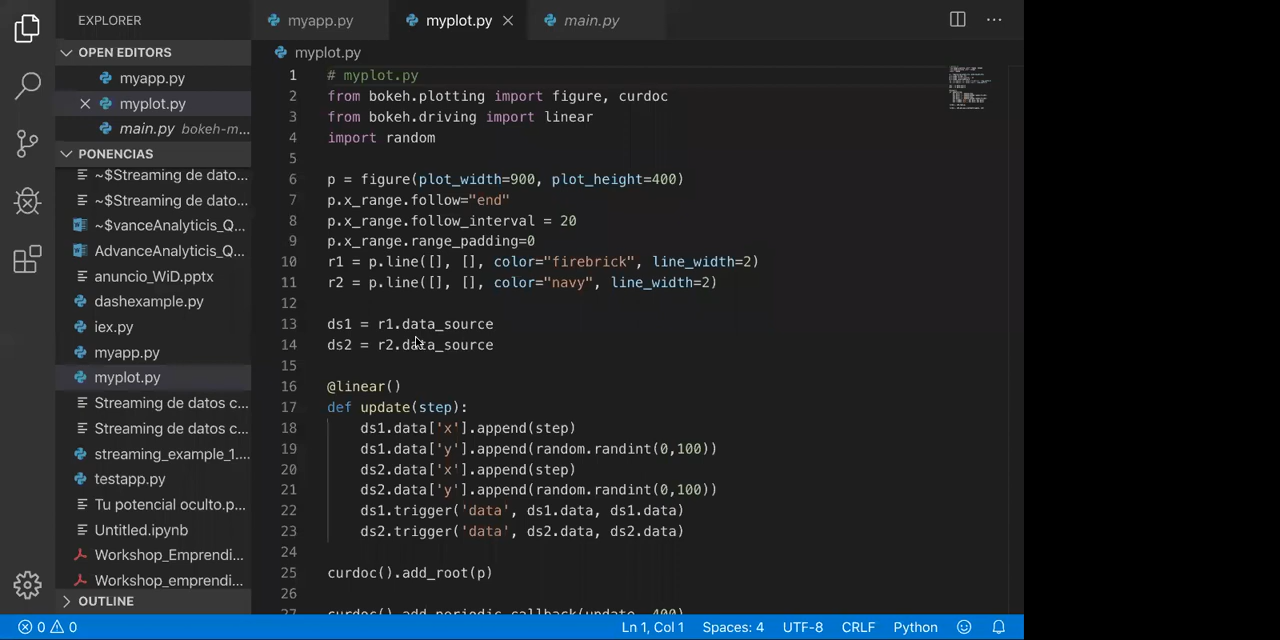 EXPLORER
OPEN EDITORS
myapp.py
myplot.py
main.py bokeh-m...
PONENCIAS
~$Streaming de dato...
~$Streaming de dato...
~$vanceAnalyticis_Q...
AdvanceAnalyticis_Q...
anuncio_WiD.pptx
dashexample.py
iex.py
myapp.py
myplot.py
Streaming de datos c...
Streaming de datos c...
streaming_example_1....
testapp.py
Tu potencial oculto.p...
Untitled.ipynb
Workshop_Emprendi...
Workshop_emprendi...
OUTLINE
myapp.py myplot.py main.py
myplot.py
1 # myplot.py
2 from bokeh.plotting import figure, curdoc
3 from bokeh.driving import linear
4 import random
5
6 p = figure(plot_width=900, plot_height=400)
7 p.x_range.follow="end"
8 p.x_range.follow_interval = 20
9 p.x_range.range_padding=0
10 r1 = p.line([], [], color="firebrick", line_width=2)
11 r2 = p.line([], [], color="navy", line_width=2)
12
13 ds1 = r1.data_source
14 ds2 = r2.data_source
15
16 @linear()
17 def update(step):
18 ds1.data['x'].append(step)
19 ds1.data['y'].append(random.randint(0,100))
20 ds2.data['x'].append(step)
21 ds2.data['y'].append(random.randint(0,100))
22 ds1.trigger('data', ds1.data, ds1.data)
23 ds2.trigger('data', ds2.data, ds2.data)
24
25 curdoc().add_root(p)
26
27 curdoc().add_periodic_callback(update, 400)
0 0 Ln 1, Col 1 Spaces: 4 UTF-8 CRLF Python